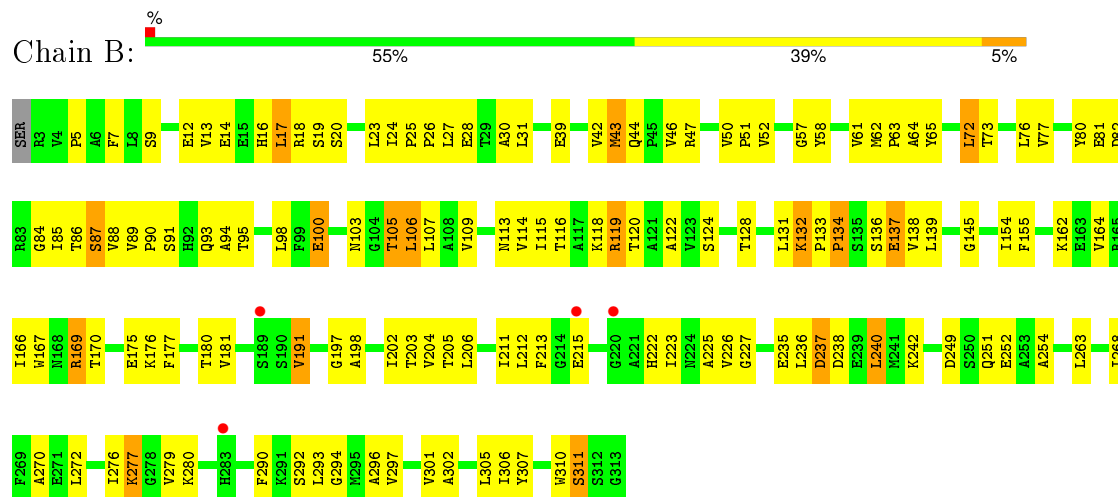 %
Chain B:
55% 39% 5%
SER R3 V4 P5 A6 F7 L8 S9 E12 V13 E14 E15 H16 L17 R18 S19 S20 L23 I24 P25 P26 L27 E28 T29 A30 L31 E39 V42 M43 Q44 P45 V46 R47 V50 P51 V52 G57 Y58 V61 M62 P63 A64 Y65 L72 T73 L76 V77 Y80 E81 D82
R83 G84 I85 T86 S87 V88 V89 P90 S91 H92 Q93 A94 T95 L98 F99 E100 N103 G104 T105 L106 L107 A108 V109 N113 V114 I115 T116 A117 K118 R119 T120 A121 A122 V123 S124 T128 L131 K132 P133 P134 S135 S136 E137 V138 L139 G145 I154 F155 K162 E163 V164 R165
I166 W167 N168 R169 T170 E175 K176 F177 T180 V181 S189 S190 V191 G197 A198 I202 T203 V204 T205 L206 I211 L212 F213 G214 E215 G220 A221 H222 I223 N224 A225 V226 G227 E235 L236 D237 D238 E239 L240 M241 K242 D249 S250 Q251 E252 A253 A254 L263
F269 A270 E271 L272 I276 K277 G278 V279 K280 H283 F290 K291 S292 L293 G294 M295 A296 V297 V301 A302 L305 I306 Y307 W310 S311 S312 G313